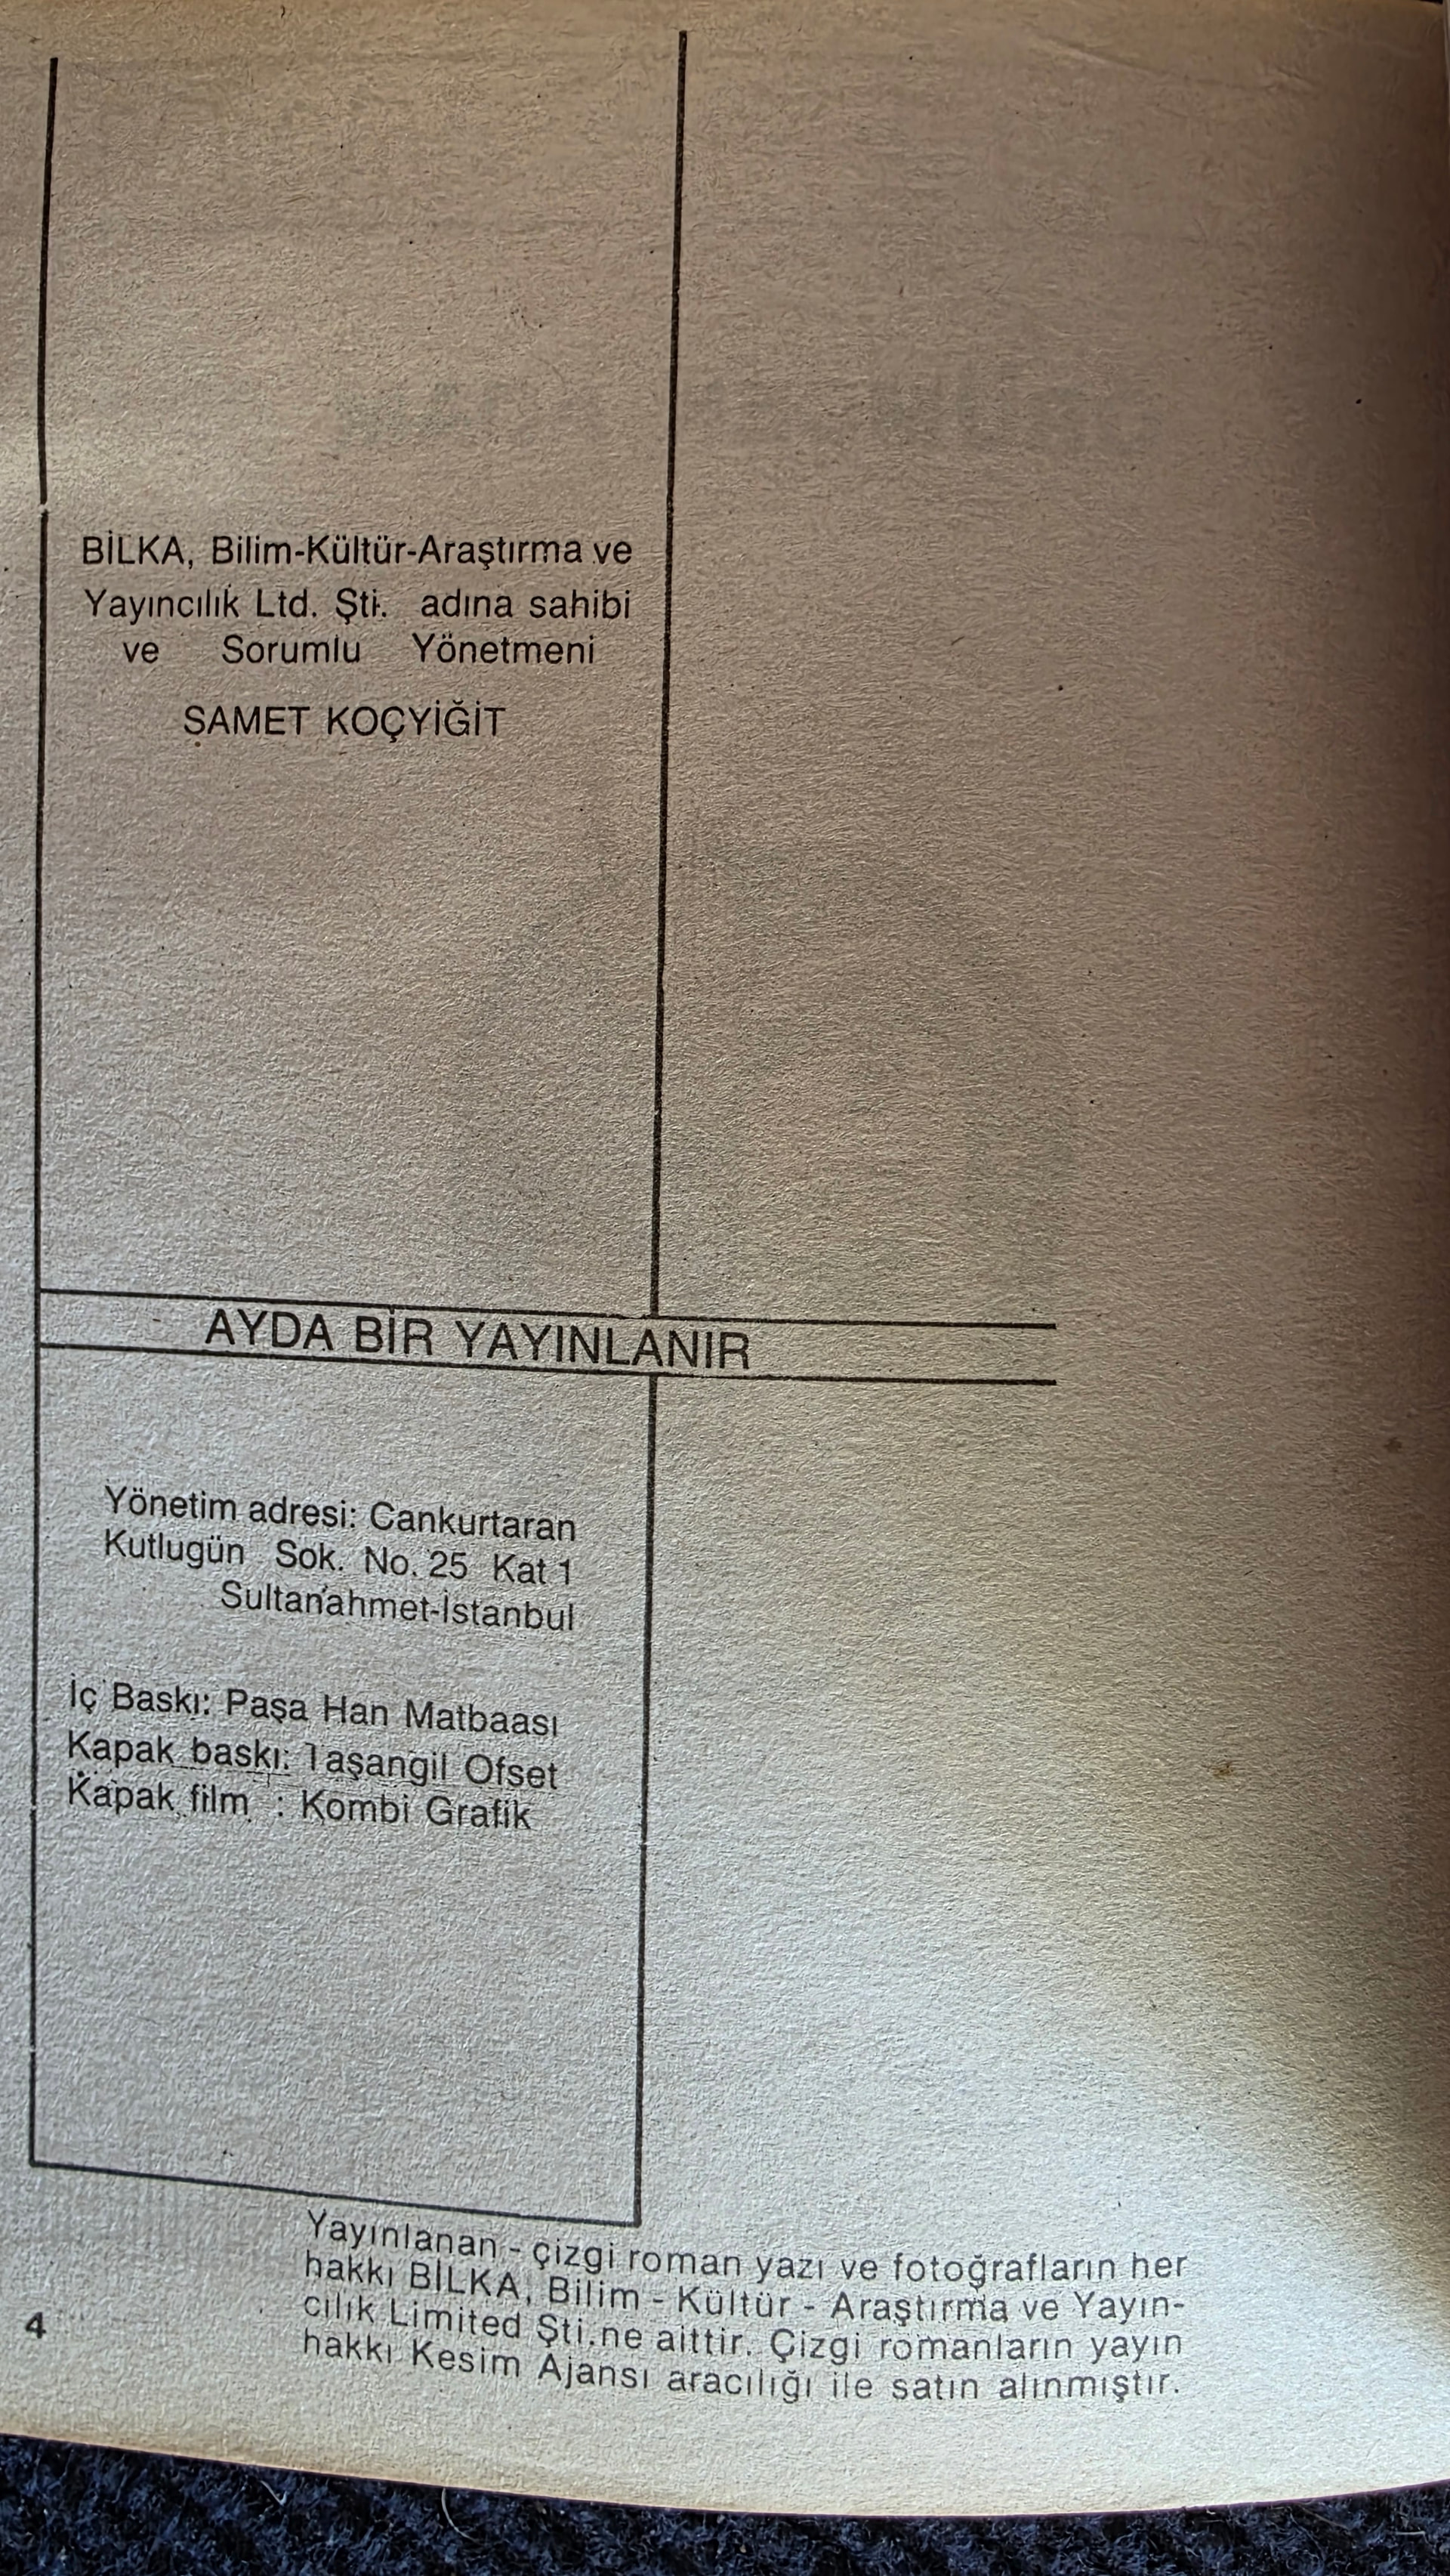 BİLKA, Bilim-Kültür-Araştırma ve
Yayıncılık Ltd. Şti. adına sahibi
ve Sorumlu Yönetmeni
SAMET KOÇYİĞİT
AYDA BİR YAYINLANIR
Yönetim adresi: Cankurtaran
Kutlugün Sok. No. 25 Kat 1
Sultanahmet-İstanbul
İç Baskı: Paşa Han Matbaası
Kapak baskı: Taşangil Ofset
Kapak film : Kombi Grafik
Yayınlanan - çizgi roman yazı ve fotoğrafların her
hakkı BİLKA, Bilim - Kültür - Araştırma ve Yayın-
cılık Limited Şti.ne aittir. Çizgi romanların yayın
hakkı Kesim Ajansı aracılığı ile satın alınmıştır.
4